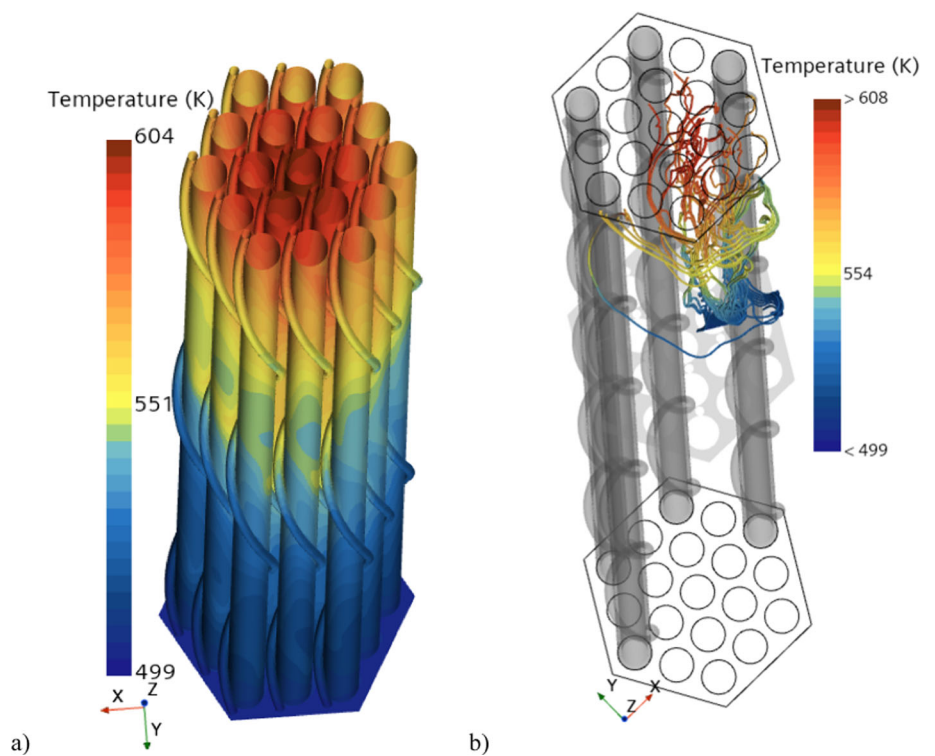 Temperature (K)
604
551
499
X
Z
Y
a)
Temperature (K)
> 608
554
< 499
Y
X
Z
b)